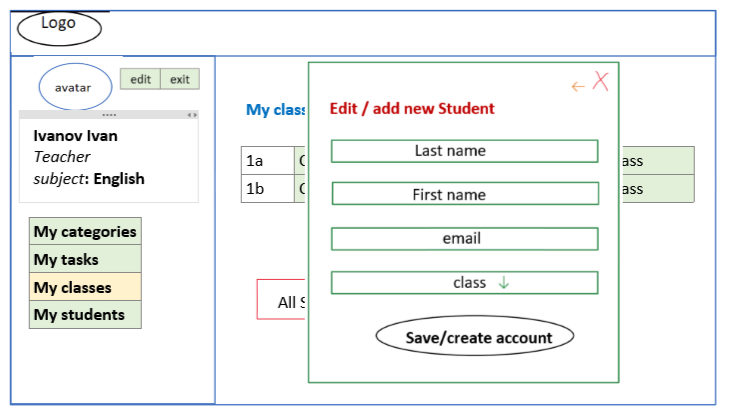 Logo
avatar
edit exit
Ivanov Ivan
Teacher
subject: English
My categories
My tasks
My classes
My students
My clas
1a
1b
All
ass
ass
Edit / add new Student
Last name
First name
email
class
Save/create account